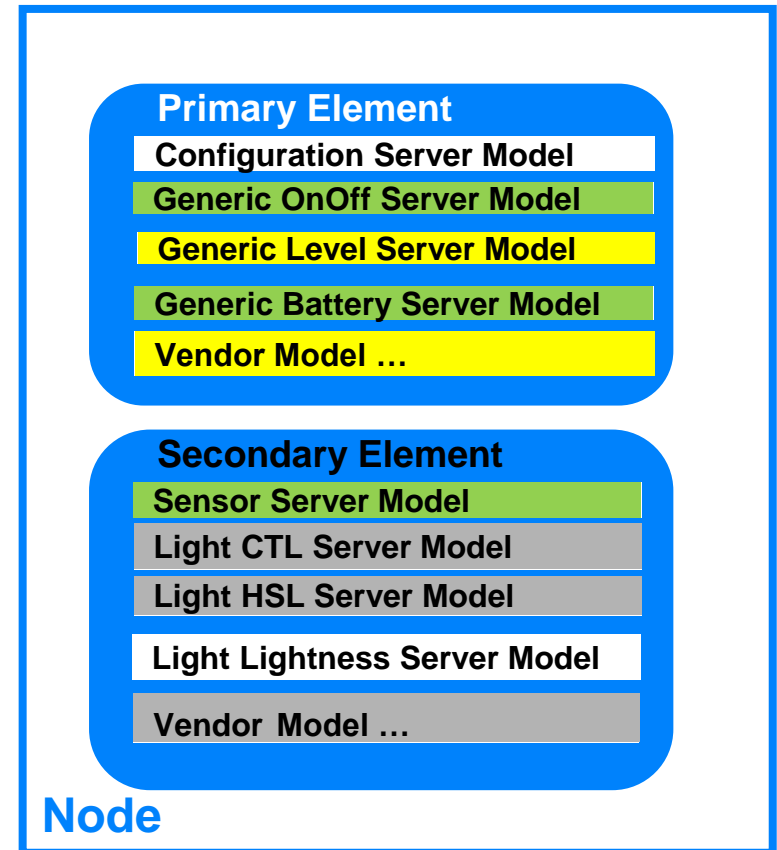 Primary Element
Configuration Server Model
Generic OnOff Server Model
Generic Level Server Model
Generic Battery Server Model
Vendor Model …
Secondary Element
Sensor Server Model
Light CTL Server Model
Light HSL Server Model
Light Lightness Server Model
Vendor Model …
Node